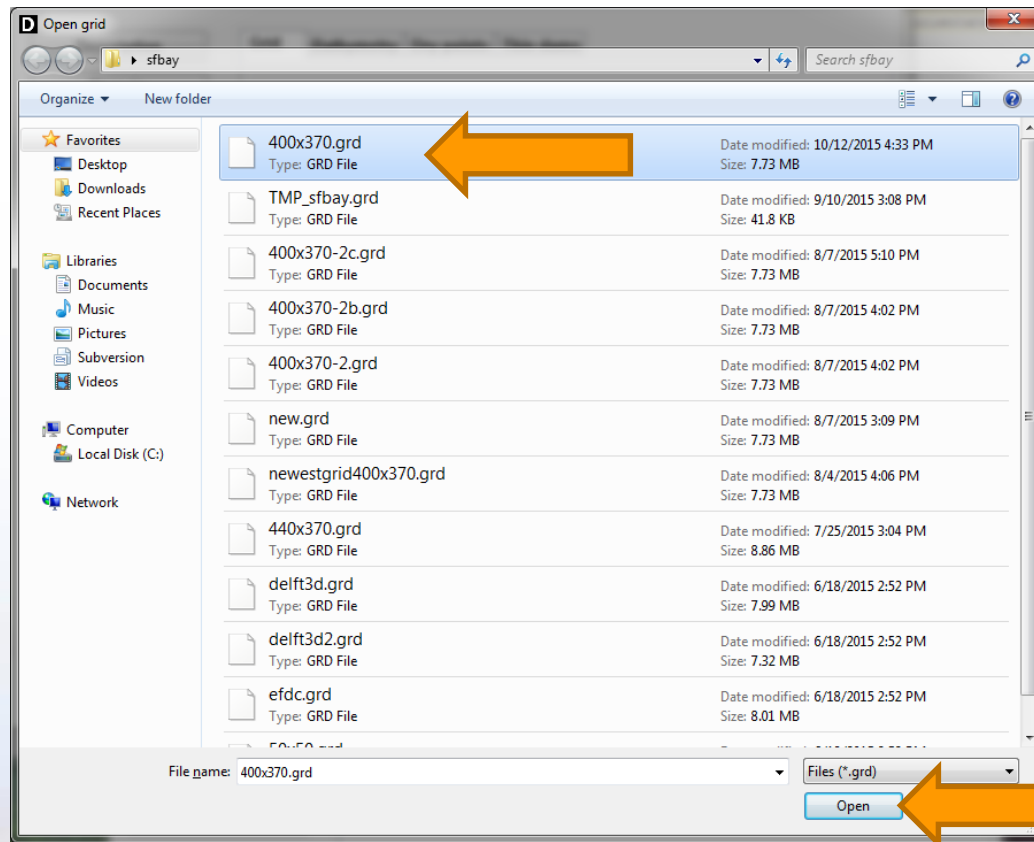 Open grid
sfbay
Search sfbay
Organize
New folder
Favorites
Desktop
Downloads
Recent Places
Libraries
Documents
Music
Pictures
Subversion
Videos
Computer
Local Disk (C:)
Network
400x370.grd
Type: GRD File
Date modified: 10/12/2015 4:33 PM
Size: 7.73 MB
TMP_sfbay.grd
Type: GRD File
Date modified: 9/10/2015 3:08 PM
Size: 41.8 KB
400x370-2c.grd
Type: GRD File
Date modified: 8/7/2015 5:10 PM
Size: 7.73 MB
400x370-2b.grd
Type: GRD File
Date modified: 8/7/2015 4:02 PM
Size: 7.73 MB
400x370-2.grd
Type: GRD File
Date modified: 8/7/2015 4:02 PM
Size: 7.73 MB
new.grd
Type: GRD File
Date modified: 8/7/2015 3:09 PM
Size: 7.73 MB
newestgrid400x370.grd
Type: GRD File
Date modified: 8/4/2015 4:06 PM
Size: 7.73 MB
440x370.grd
Type: GRD File
Date modified: 7/25/2015 3:04 PM
Size: 8.86 MB
delft3d.grd
Type: GRD File
Date modified: 6/18/2015 2:52 PM
Size: 7.99 MB
delft3d2.grd
Type: GRD File
Date modified: 6/18/2015 2:52 PM
Size: 7.32 MB
efdc.grd
Type: GRD File
Date modified: 6/18/2015 2:52 PM
Size: 8.01 MB
File name: 400x370.grd
Files (*.grd)
Open